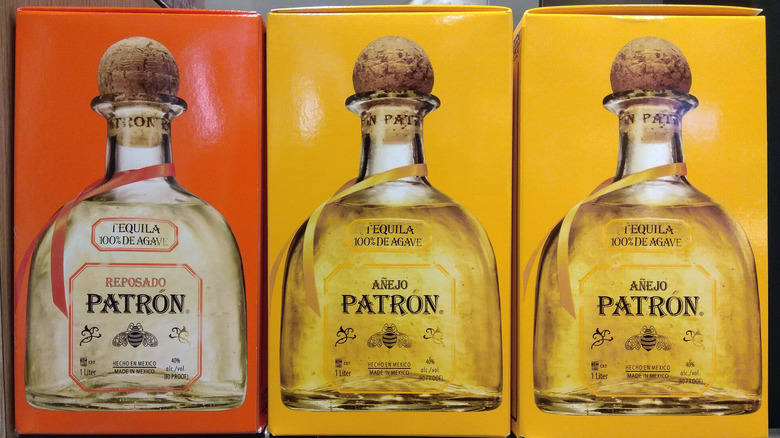 PATRÓN
TEQUILA
100% DE AGAVE
REPOSADO
PATRÓN
HECHO EN MEXICO
MADE IN MEXICO
1 Liter
40%
alc./vol.
(80 PROOF)
PATR
TEQUILA
100% DE AGAVE
AÑEJO
PATRÓN
HECHO EN MEXICO
MADE IN MEXICO
1 Liter
40%
alc./vol.
(80 PROOF)
PATR
TEQUILA
100% DE AGAVE
AÑEJO
PATRÓN
HECHO EN MEXICO
MADE IN MEXICO
1 Liter
40%
alc./vol.
(80 PROOF)